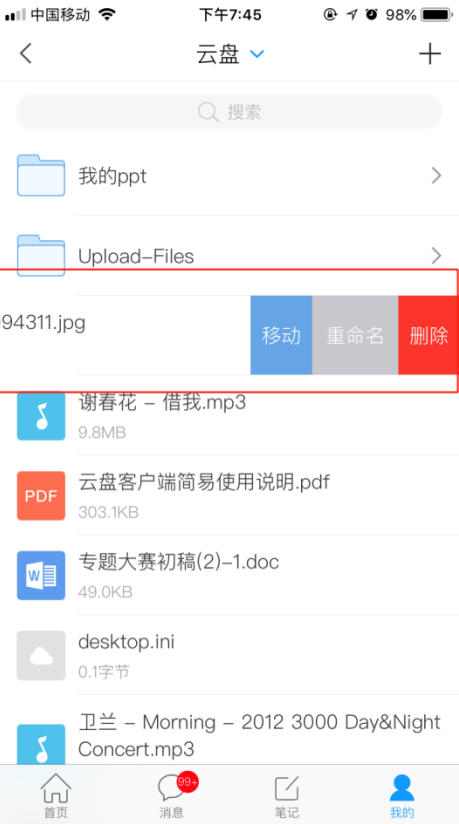 中国移动
下午7:45
98%
云盘
搜索
我的ppt
Upload-Files
94311.jpg
移动
重命名
删除
谢春花 - 借我.mp3
9.8MB
PDF
云盘客户端简易使用说明.pdf
303.1KB
W
专题大赛初稿(2)-1.doc
49.0KB
desktop.ini
0.1字节
卫兰 - Morning - 2012 3000 Day&Night
Concert.mp3
99+
首页
消息
笔记
我的